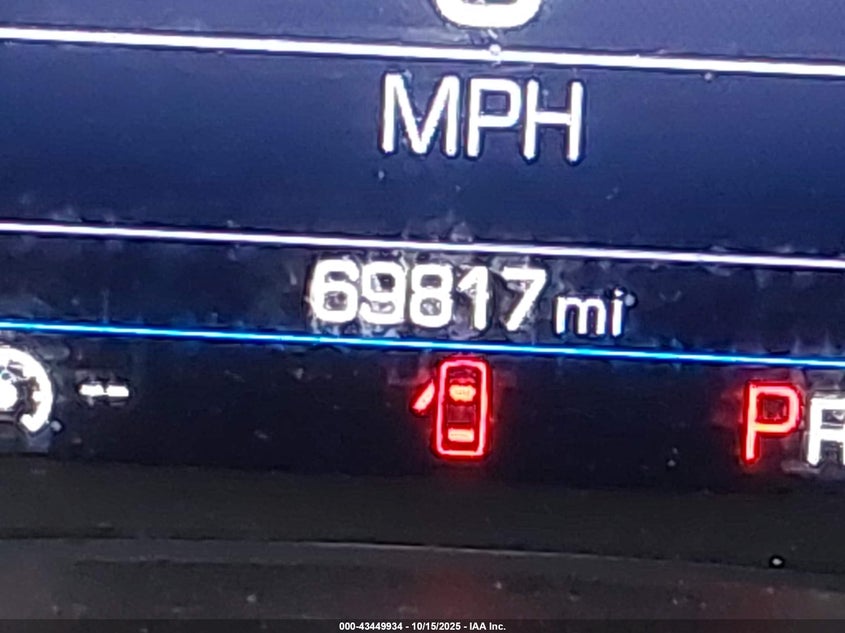 MPH
69817 mi
P R
000-43449934 - 10/15/2025 - IAA Inc.